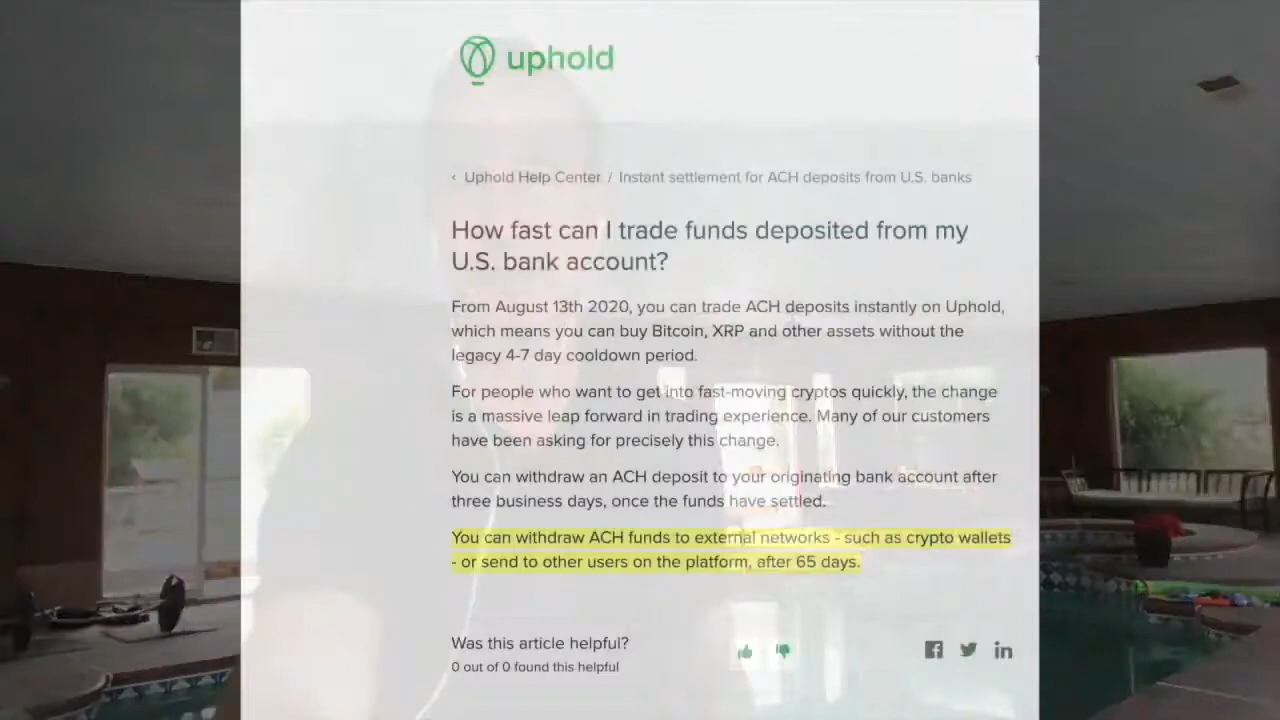 uphold
‹ Uphold Help Center / Instant settlement for ACH deposits from U.S. banks
How fast can I trade funds deposited from my
U.S. bank account?
From August 13th 2020, you can trade ACH deposits instantly on Uphold,
which means you can buy Bitcoin, XRP and other assets without the
legacy 4-7 day cooldown period.
For people who want to get into fast-moving cryptos quickly, the change
is a massive leap forward in trading experience. Many of our customers
have been asking for precisely this change.
You can withdraw an ACH deposit to your originating bank account after
three business days, once the funds have settled.
You can withdraw ACH funds to external networks - such as crypto wallets
- or send to other users on the platform, after 65 days.
Was this article helpful?
0 out of 0 found this helpful